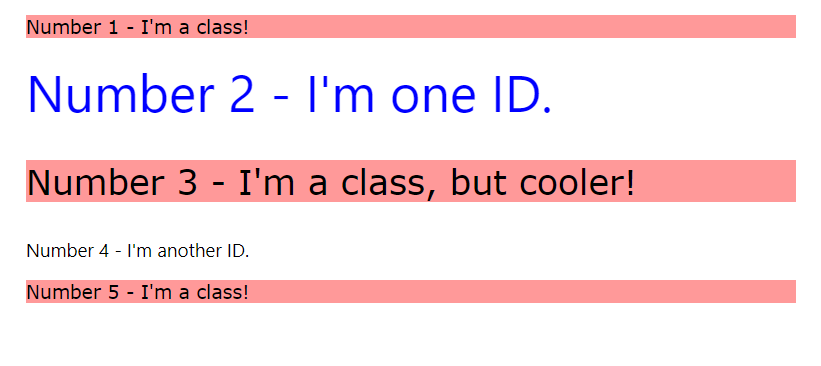 Number 1 - I'm a class!
Number 2 - I'm one ID.
Number 3 - I'm a class, but cooler!
Number 4 - I'm another ID.
Number 5 - I'm a class!